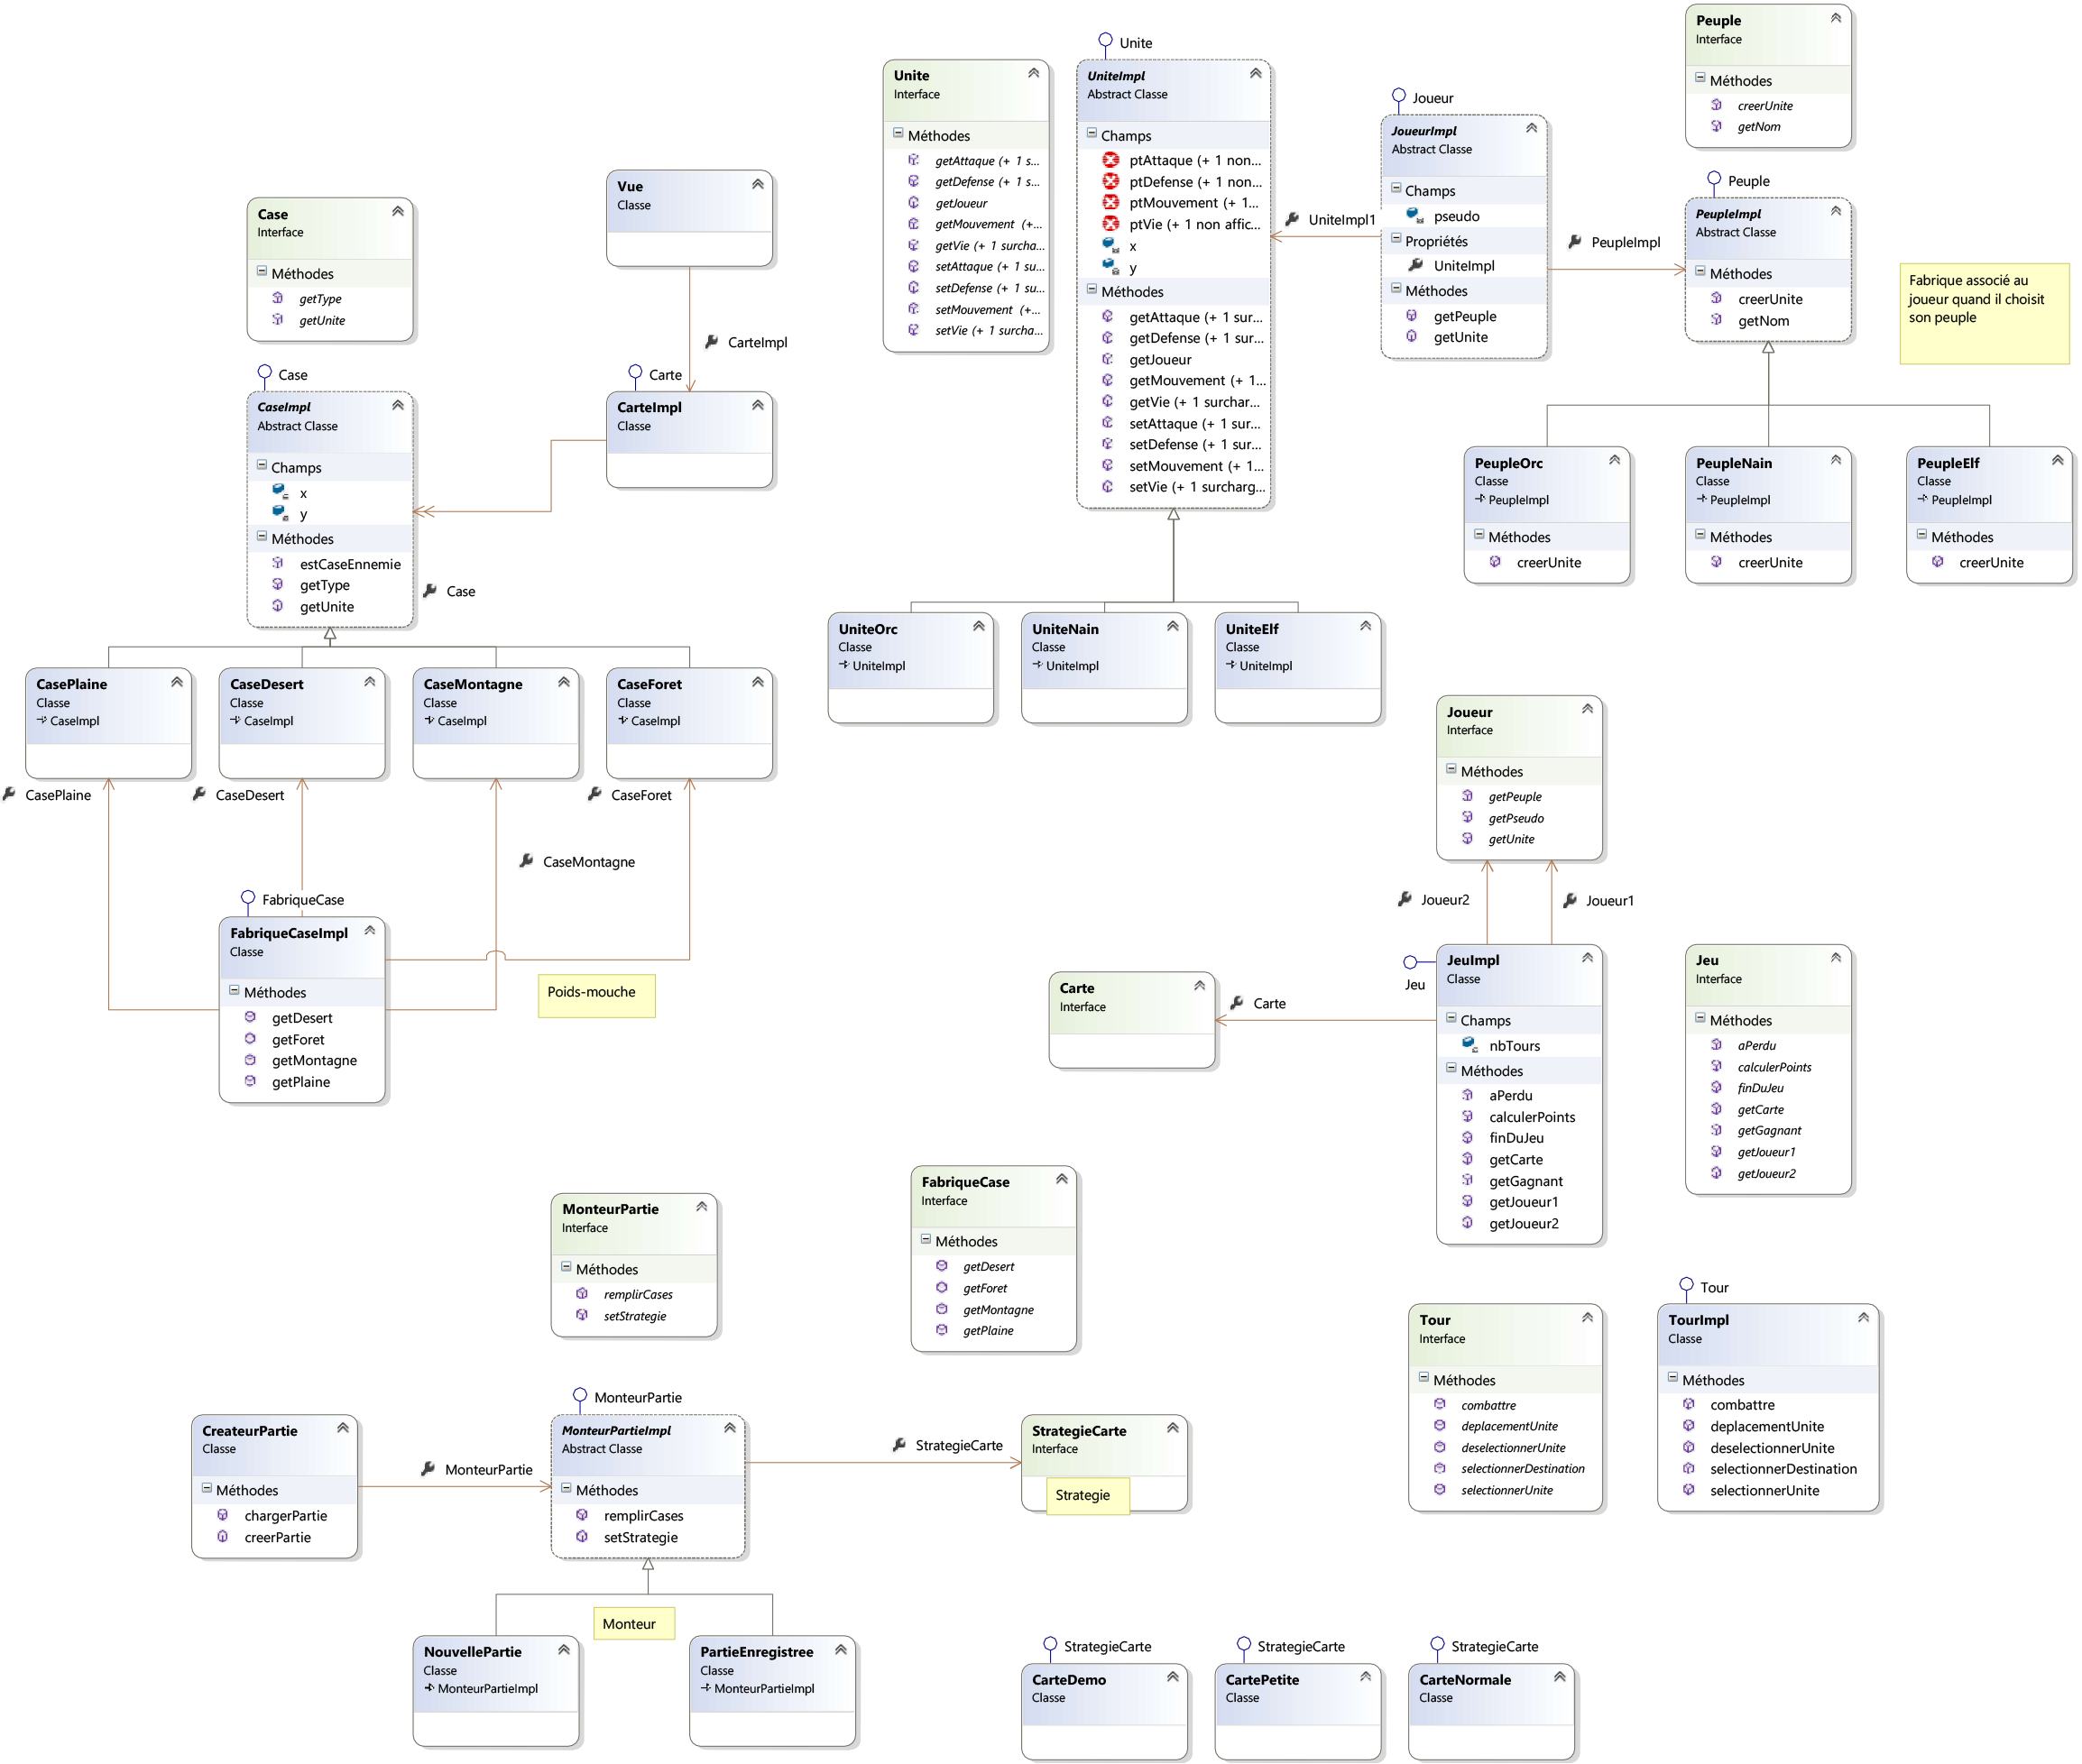 Peuple
Interface
Méthodes
creerUnite
getNom
Unite
Unite
Interface
Méthodes
getAttaque (+ 1 s...
getDefense (+ 1 s...
getJoueur
getMouvement (+...
getVie (+ 1 surcha...
setAttaque (+ 1 su...
setDefense (+ 1 su...
setMouvement (+...
setVie (+ 1 surcha...
UniteImpl
Abstract Classe
Champs
ptAttaque (+ 1 non...
ptDefense (+ 1 non...
ptMouvement (+ 1...
ptVie (+ 1 non affic...
x
y
Méthodes
getAttaque (+ 1 sur...
getDefense (+ 1 sur...
getJoueur
getMouvement (+ 1...
getVie (+ 1 surchar...
setAttaque (+ 1 sur...
setDefense (+ 1 sur...
setMouvement (+ 1...
setVie (+ 1 surcharg...
UniteImpl1
Joueur
JoueurImpl
Abstract Classe
Champs
pseudo
Propriétés
UniteImpl
Méthodes
getPeuple
getUnite
PeupleImpl
Peuple
PeupleImpl
Abstract Classe
Méthodes
creerUnite
getNom
Fabrique associé au
joueur quand il choisit
son peuple
Vue
Classe
CarteImpl
Case
Interface
Méthodes
getType
getUnite
Case
CaseImpl
Abstract Classe
Champs
x
y
Méthodes
estCaseEnnemie
getType
getUnite
Case
Carte
CarteImpl
Classe
PeupleOrc
Classe
PeupleImpl
Méthodes
creerUnite
PeupleNain
Classe
PeupleImpl
Méthodes
creerUnite
PeupleElf
Classe
PeupleImpl
Méthodes
creerUnite
UniteOrc
Classe
UniteImpl
UniteNain
Classe
UniteImpl
UniteElf
Classe
UniteImpl
CasePlaine
Classe
CaseImpl
CaseDesert
Classe
CaseImpl
CaseMontagne
Classe
CaseImpl
CaseForet
Classe
CaseImpl
CasePlaine
CaseDesert
CaseForet
CaseMontagne
FabriqueCase
FabriqueCaseImpl
Classe
Méthodes
getDesert
getForet
getMontagne
getPlaine
Poids-mouche
Joueur
Interface
Méthodes
getPeuple
getPseudo
getUnite
Joueur2
Joueur1
Carte
Interface
Carte
Jeu
JeuImpl
Classe
Champs
nbTours
Méthodes
aPerdu
calculerPoints
finDuJeu
getCarte
getGagnant
getJoueur1
getJoueur2
Jeu
Interface
Méthodes
aPerdu
calculerPoints
finDuJeu
getCarte
getGagnant
getJoueur1
getJoueur2
MonteurPartie
Interface
Méthodes
remplirCases
setStrategie
FabriqueCase
Interface
Méthodes
getDesert
getForet
getMontagne
getPlaine
Tour
Interface
Méthodes
combattre
deplacementUnite
deselectionnerUnite
selectionnerDestination
selectionnerUnite
Tour
TourImpl
Classe
Méthodes
combattre
deplacementUnite
deselectionnerUnite
selectionnerDestination
selectionnerUnite
CreateurPartie
Classe
Méthodes
chargerPartie
creerPartie
MonteurPartie
MonteurPartie
MonteurPartieImpl
Abstract Classe
Méthodes
remplirCases
setStrategie
StrategieCarte
StrategieCarte
Interface
Strategie
Monteur
NouvellePartie
Classe
MonteurPartieImpl
PartieEnregistree
Classe
MonteurPartieImpl
StrategieCarte
CarteDemo
Classe
StrategieCarte
CartePetite
Classe
StrategieCarte
CarteNormale
Classe